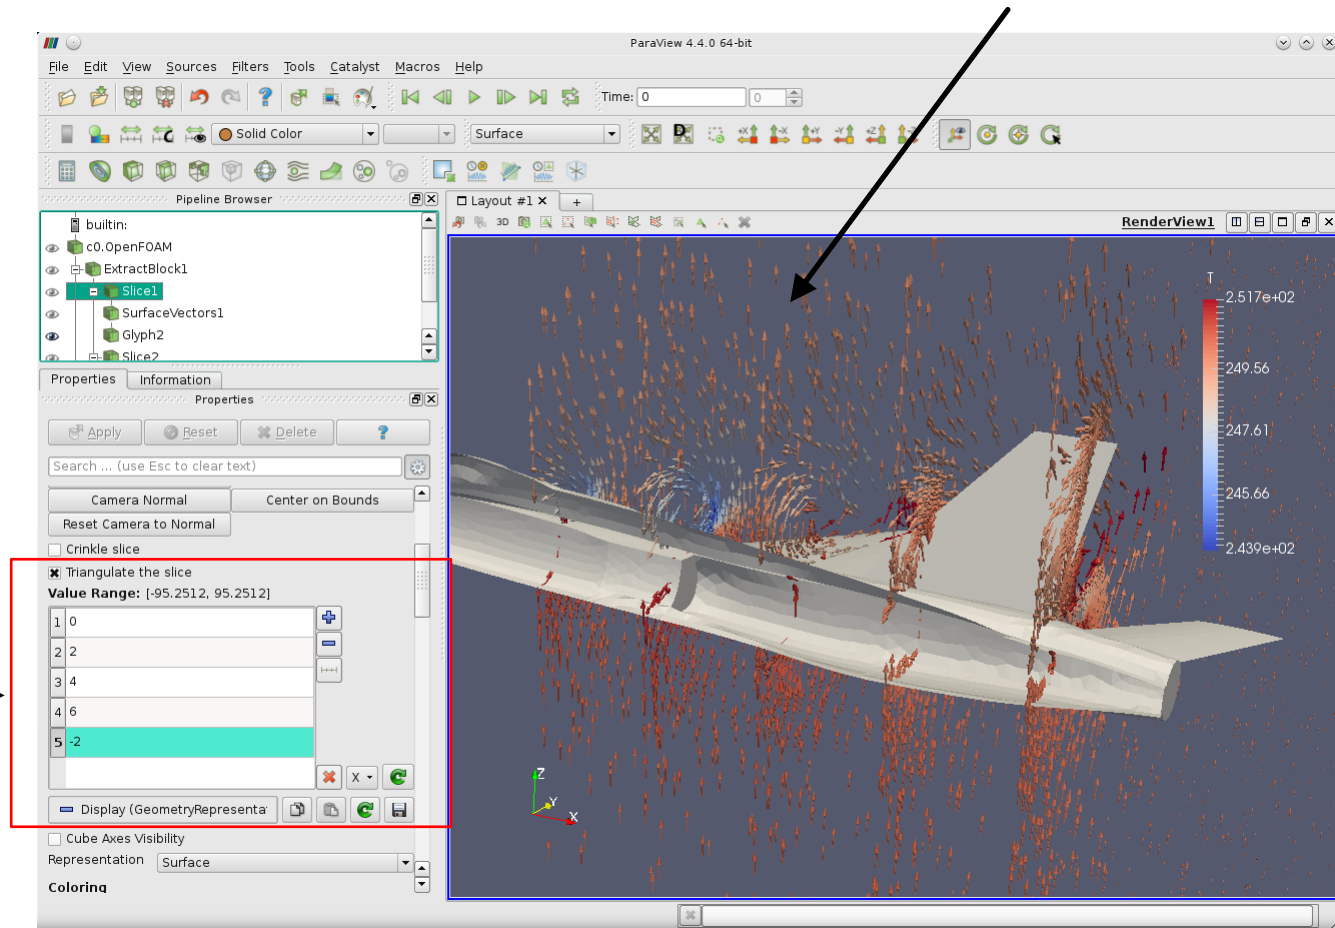 ParaView 4.4.0 64-bit
File Edit View Sources Filters Tools Catalyst Macros Help
Time: 0 0
Solid Color Surface
Pipeline Browser
builtin:
c0.OpenFOAM
ExtractBlock1
Slice1
SurfaceVectors1
Glyph2
Slice2
Properties Information
Properties
Apply Reset Delete ?
Search ... (use Esc to clear text)
Camera Normal Center on Bounds
Reset Camera to Normal
Crinkle slice
Triangulate the slice
Value Range: [-95.2512, 95.2512]
1 0
2 2
3 4
4 6
5 -2
X
Display (GeometryRepresenta
Cube Axes Visibility
Representation Surface
Coloring
Layout #1 × +
3D
RenderView1
T
2.517e+02
249.56
247.61
245.66
2.439e+02
Z
Y
X